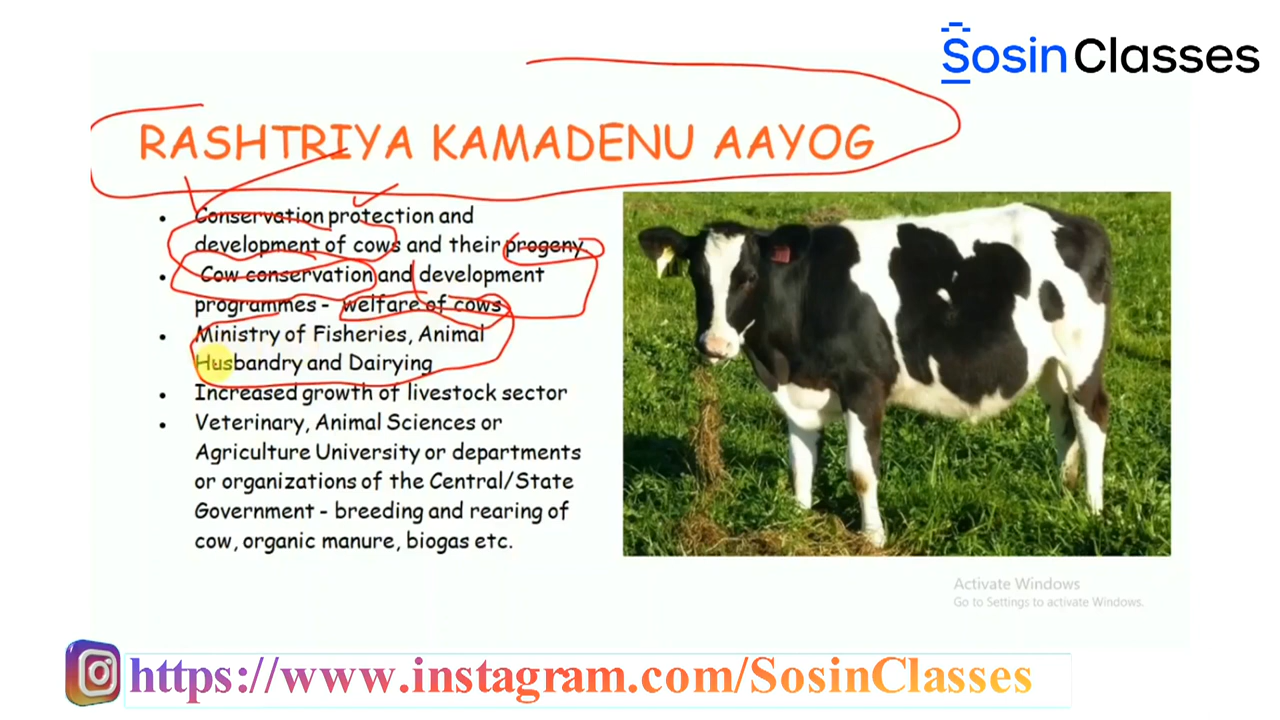 Sosin Classes
RASHTRIYA KAMADENU AAYOG
• Conservation protection and
development of cows and their progeny
• Cow conservation and development
programmes - welfare of cows
• Ministry of Fisheries, Animal
Husbandry and Dairying
• Increased growth of livestock sector
• Veterinary, Animal Sciences or
Agriculture University or departments
or organizations of the Central/State
Government - breeding and rearing of
cow, organic manure, biogas etc.
Activate Windows
Go to Settings to activate Windows.
https://www.instagram.com/SosinClasses